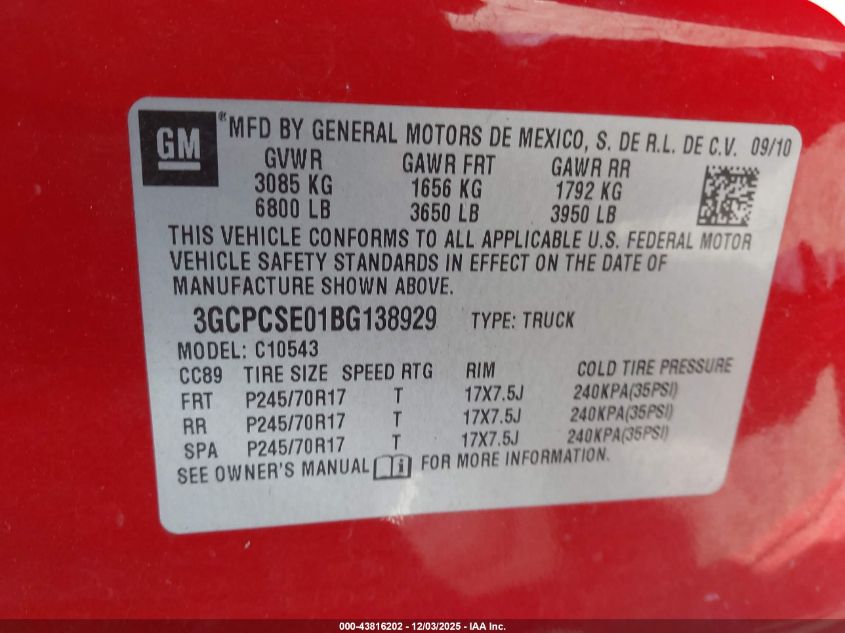 GM
®MFD BY GENERAL MOTORS DE MEXICO, S. DE R.L. DE C.V. 09/10
GVWR GAWR FRT GAWR RR
3085 KG 1656 KG 1792 KG
6800 LB 3650 LB 3950 LB
THIS VEHICLE CONFORMS TO ALL APPLICABLE U.S. FEDERAL MOTOR
VEHICLE SAFETY STANDARDS IN EFFECT ON THE DATE OF
MANUFACTURE SHOWN ABOVE.
3GCPCSE01BG138929 TYPE: TRUCK
MODEL: C10543
CC89 TIRE SIZE SPEED RTG RIM COLD TIRE PRESSURE
FRT P245/70R17 T 17X7.5J 240KPA(35PSI)
RR P245/70R17 T 17X7.5J 240KPA(35PSI)
SPA P245/70R17 T 17X7.5J 240KPA(35PSI)
SEE OWNER'S MANUAL i FOR MORE INFORMATION.
000-43816202 - 12/03/2025 - IAA Inc.